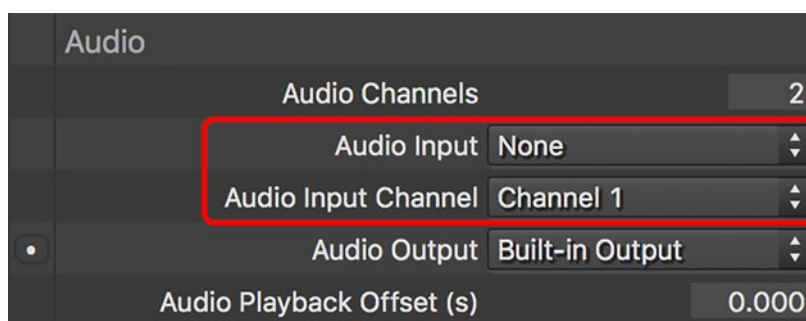 Audio
Audio Channels 2
Audio Input None
Audio Input Channel Channel 1
Audio Output Built-in Output
Audio Playback Offset (s) 0.000